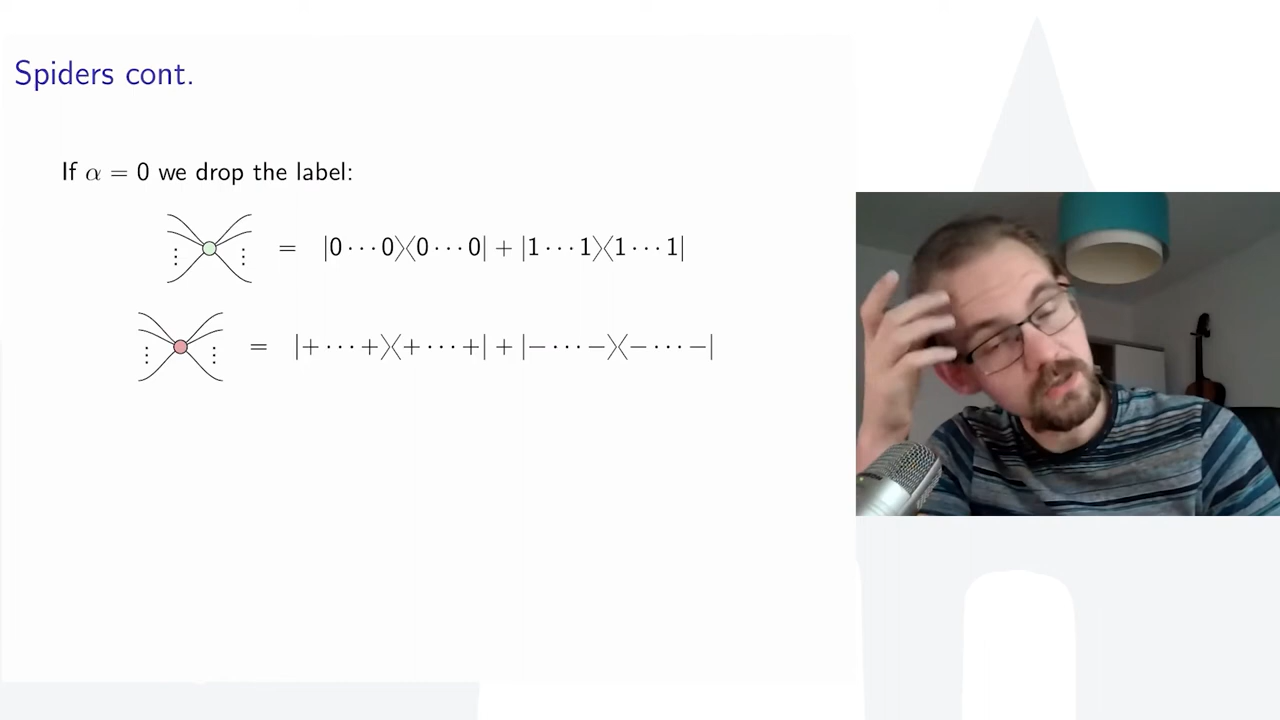 Spiders cont.
If α = 0 we drop the label:
= |0···0⟩⟨0···0| + |1···1⟩⟨1···1|
= |+···+⟩⟨+···+| + |−···−⟩⟨−···−|